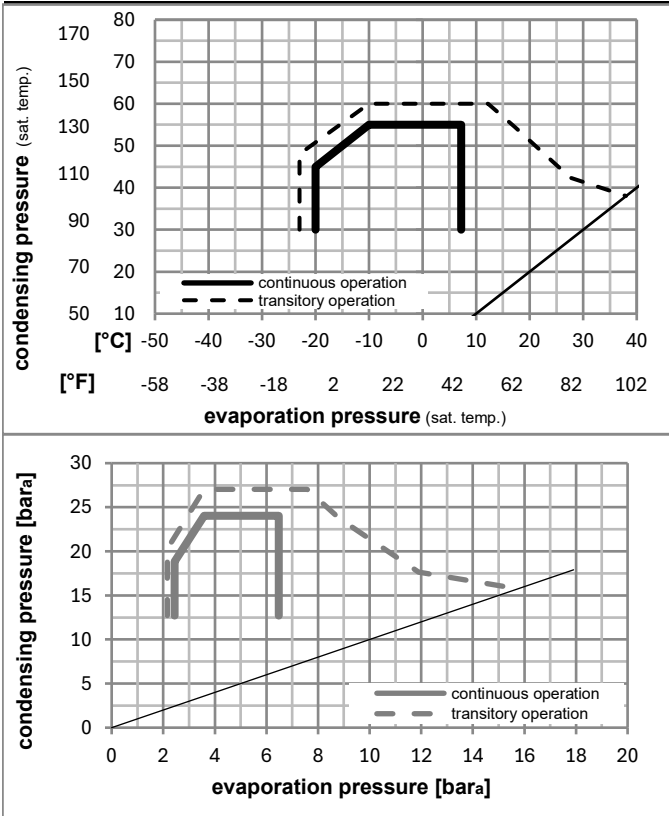 condensing pressure (sat. temp.)
170 80
70
150 60
130 50
110 40
90 30
70 20
50 10
continuous operation
transitory operation
[°C] -50 -40 -30 -20 -10 0 10 20 30 40
[°F] -58 -38 -18 2 22 42 62 82 102
evaporation pressure (sat. temp.)
condensing pressure [bara]
30
25
20
15
10
5
0
continuous operation
transitory operation
0 2 4 6 8 10 12 14 16 18 20
evaporation pressure [bara]